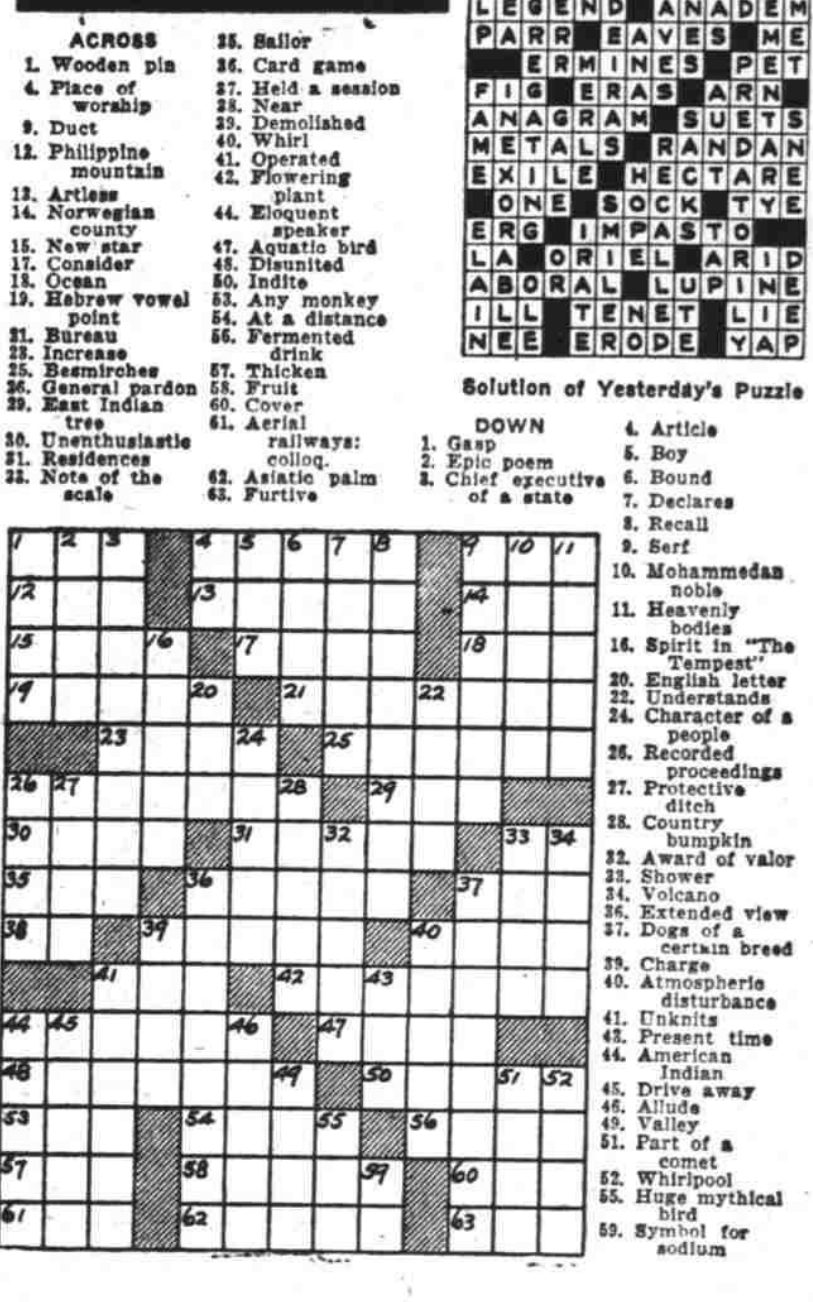 ACROSS
1. Wooden pin
4. Place of
worship
9. Duct
12. Philippine
mountain
13. Artless
14. Norwegian
county
15. New star
17. Consider
18. Ocean
19. Hebrew vowel
point
21. Bureau
23. Increase
25. Besmirches
26. General pardon
29. East Indian
tree
30. Unenthusiastic
31. Residences
33. Note of the
scale
35. Sailor
36. Card game
37. Held a session
38. Near
39. Demolished
40. Whirl
41. Operated
42. Flowering
plant
44. Eloquent
speaker
47. Aquatic bird
48. Disunited
50. Indite
53. Any monkey
54. At a distance
56. Fermented
drink
57. Thicken
58. Fruit
60. Cover
61. Aerial
railways:
colloq.
62. Asiatic palm
63. Furtive
LEGEND ANADEM
PARR EAVES ME
ERMINES PET
FIG ERAS ARN
ANAGRAM SUETS
METALS RANDAN
EXILE HECTARE
ONE SOCK TYE
ERG IMPASTO
LA ORIEL ARID
ABORAL LUPINE
ILL TENET LIE
NEE ERODE YAP
Solution of Yesterday's Puzzle
DOWN
1. Gasp
2. Epic poem
3. Chief executive
of a state
4. Article
5. Boy
6. Bound
7. Declares
8. Recall
9. Serf
10. Mohammedan
noble
11. Heavenly
bodies
16. Spirit in "The
Tempest"
20. English letter
22. Understands
24. Character of a
people
26. Recorded
proceedings
27. Protective
ditch
28. Country
bumpkin
32. Award of valor
33. Shower
34. Volcano
36. Extended view
37. Dogs of a
certain breed
39. Charge
40. Atmospheric
disturbance
41. Unknits
43. Present time
44. American
Indian
45. Drive away
46. Allude
49. Valley
51. Part of a
comet
52. Whirlpool
55. Huge mythical
bird
59. Symbol for
sodium
1 2 3 4 5 6 7 8 9 10 11
12 13 14
15 16 17 18
19 20 21 22
23 24 25
26 27 28 29
30 31 32 33 34
35 36 37
38 39 40
41 42 43
44 45 46 47
48 49 50 51 52
53 54 55 56
57 58 59 60
61 62 63